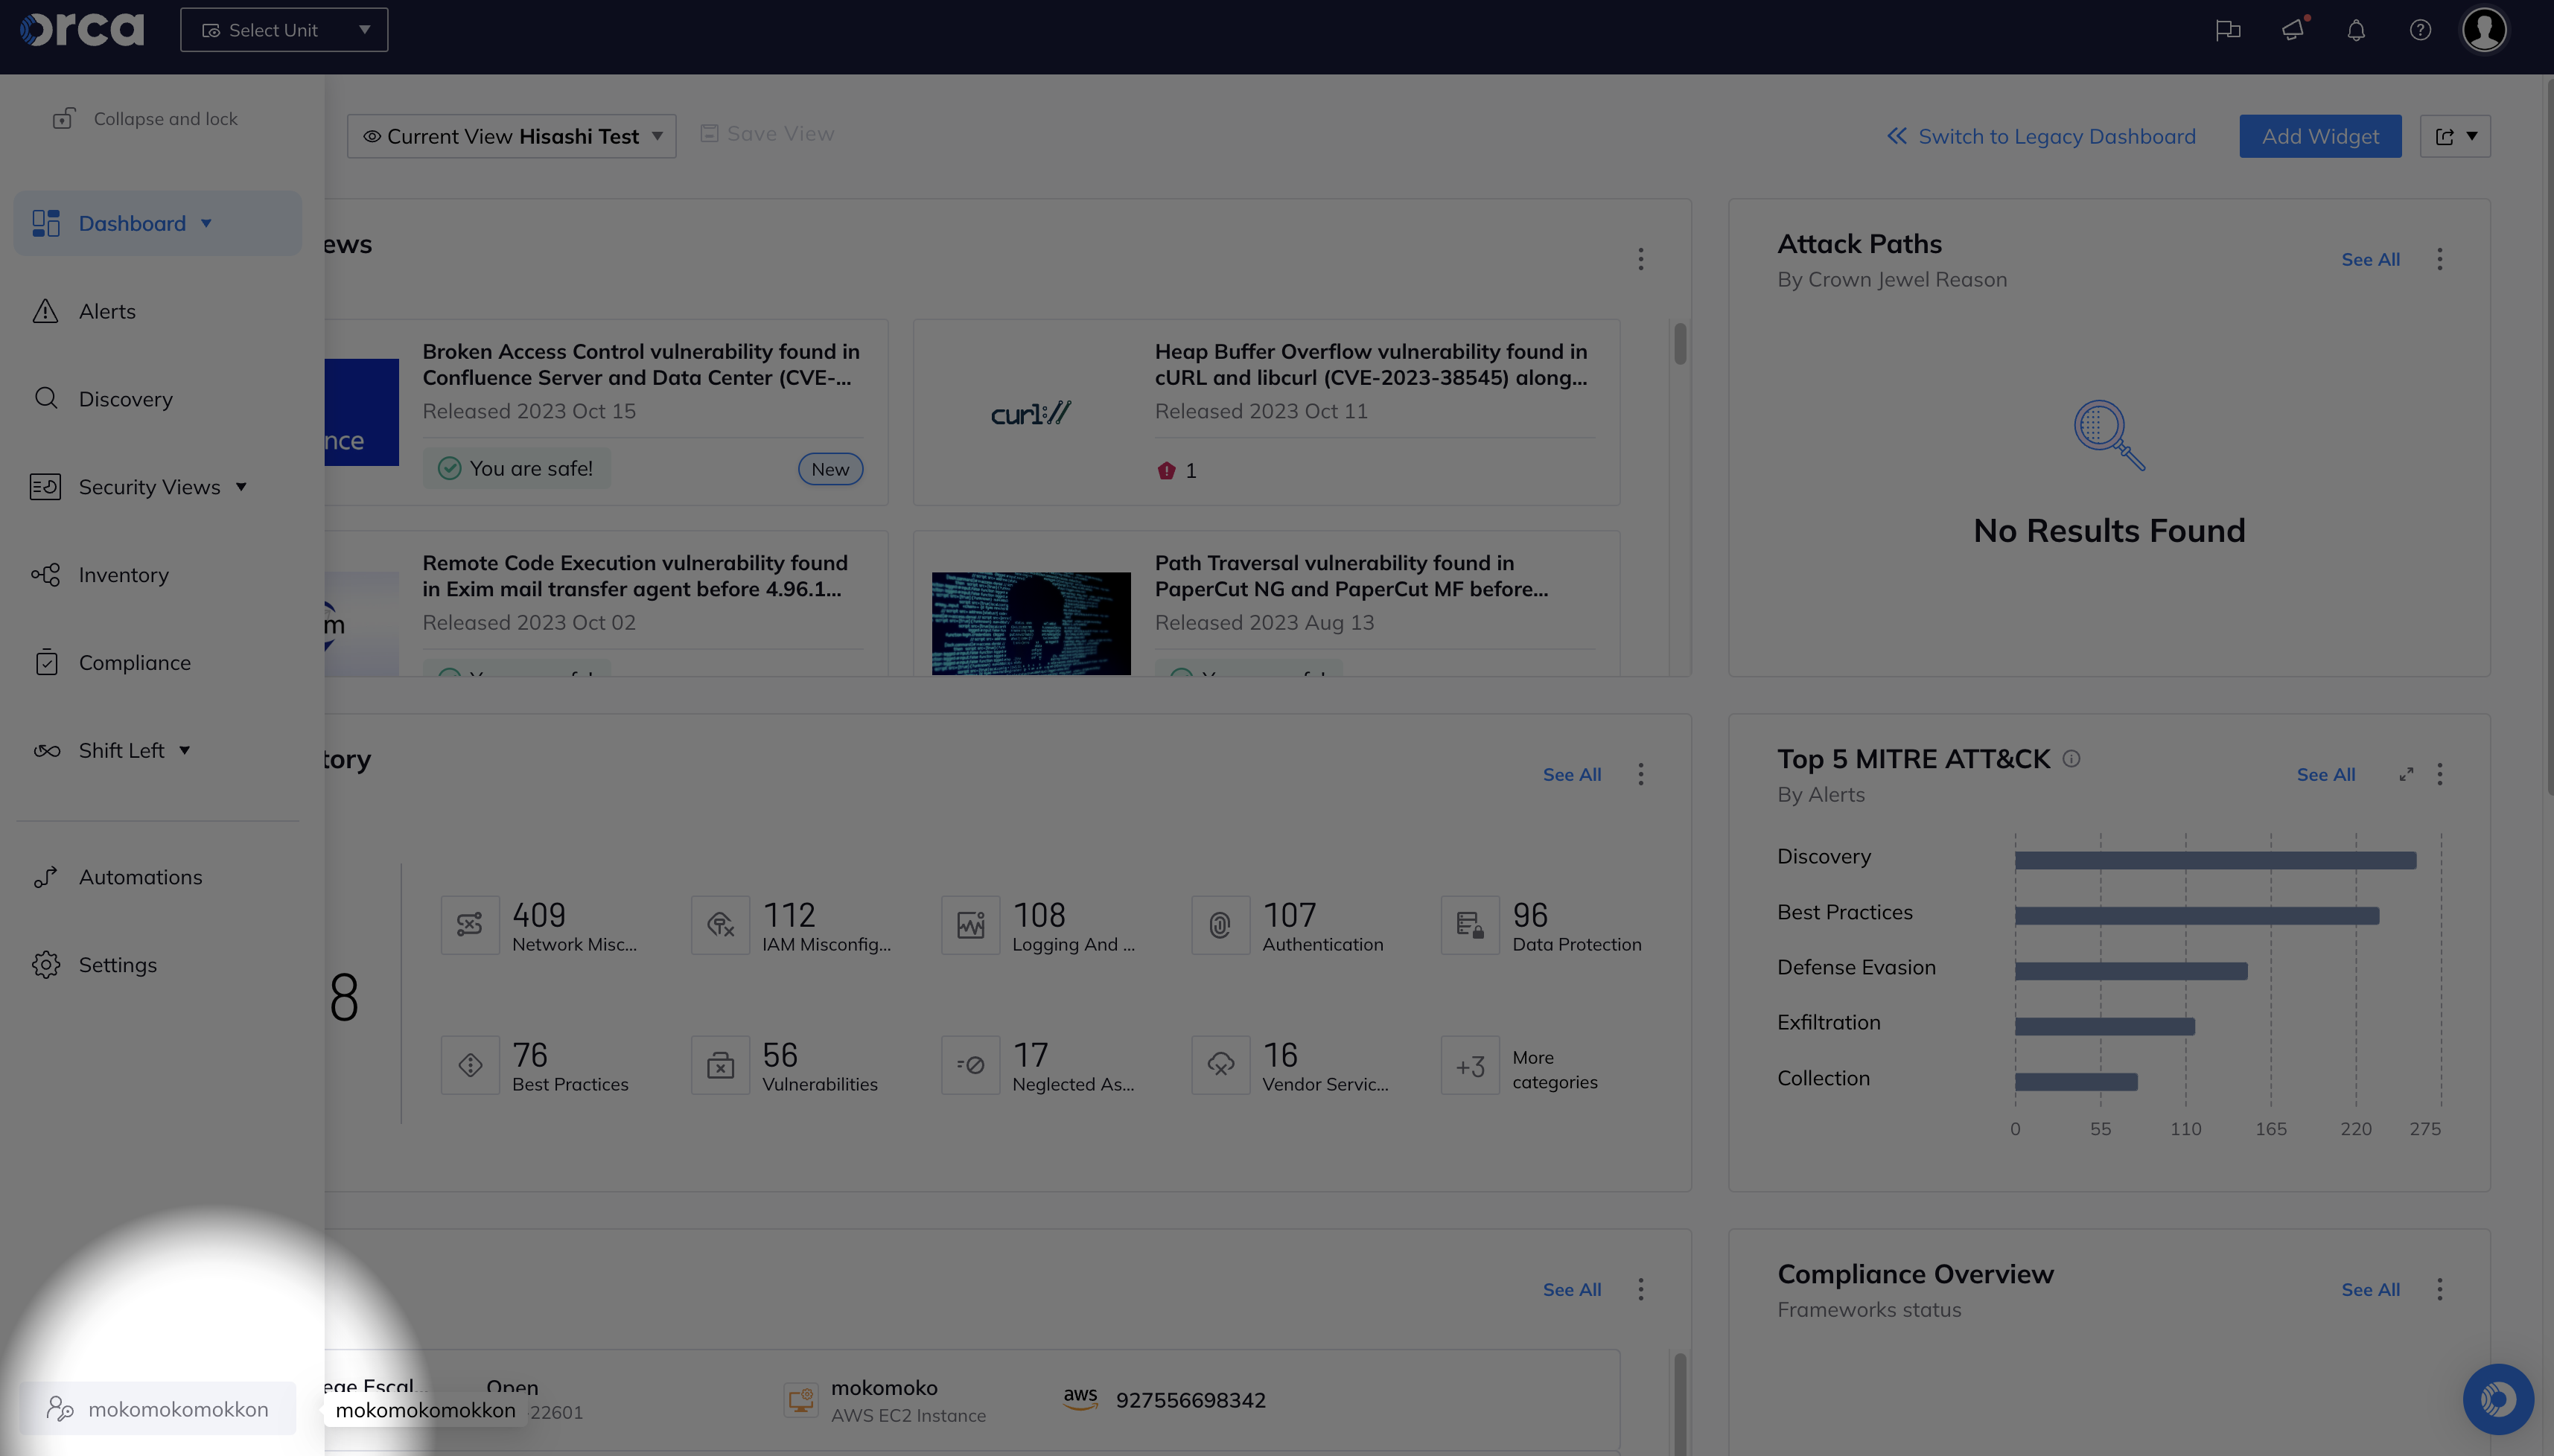 orca
Select Unit
Collapse and lock
Dashboard
Alerts
Discovery
Security Views
Inventory
Compliance
Shift Left
Automations
Settings
mokomokomokkon
mokomokomokkon
Current View Hisashi Test
Save View
Switch to Legacy Dashboard
Add Widget
ews
nce
Broken Access Control vulnerability found in
Confluence Server and Data Center (CVE-...
Released 2023 Oct 15
You are safe!
New
curl://
Heap Buffer Overflow vulnerability found in
cURL and libcurl (CVE-2023-38545) along...
Released 2023 Oct 11
1
m
Remote Code Execution vulnerability found
in Exim mail transfer agent before 4.96.1...
Released 2023 Oct 02
Path Traversal vulnerability found in
PaperCut NG and PaperCut MF before...
Released 2023 Aug 13
Attack Paths
By Crown Jewel Reason
See All
No Results Found
tory
See All
8
409
Network Misc...
112
IAM Misconfig...
108
Logging And ...
107
Authentication
96
Data Protection
76
Best Practices
56
Vulnerabilities
17
Neglected As...
16
Vendor Servic...
+3
More
categories
Top 5 MITRE ATT&CK
By Alerts
See All
Discovery
Best Practices
Defense Evasion
Exfiltration
Collection
0 55 110 165 220 275
See All
ege Escal...
Open
22601
mokomoko
AWS EC2 Instance
aws
927556698342
Compliance Overview
Frameworks status
See All